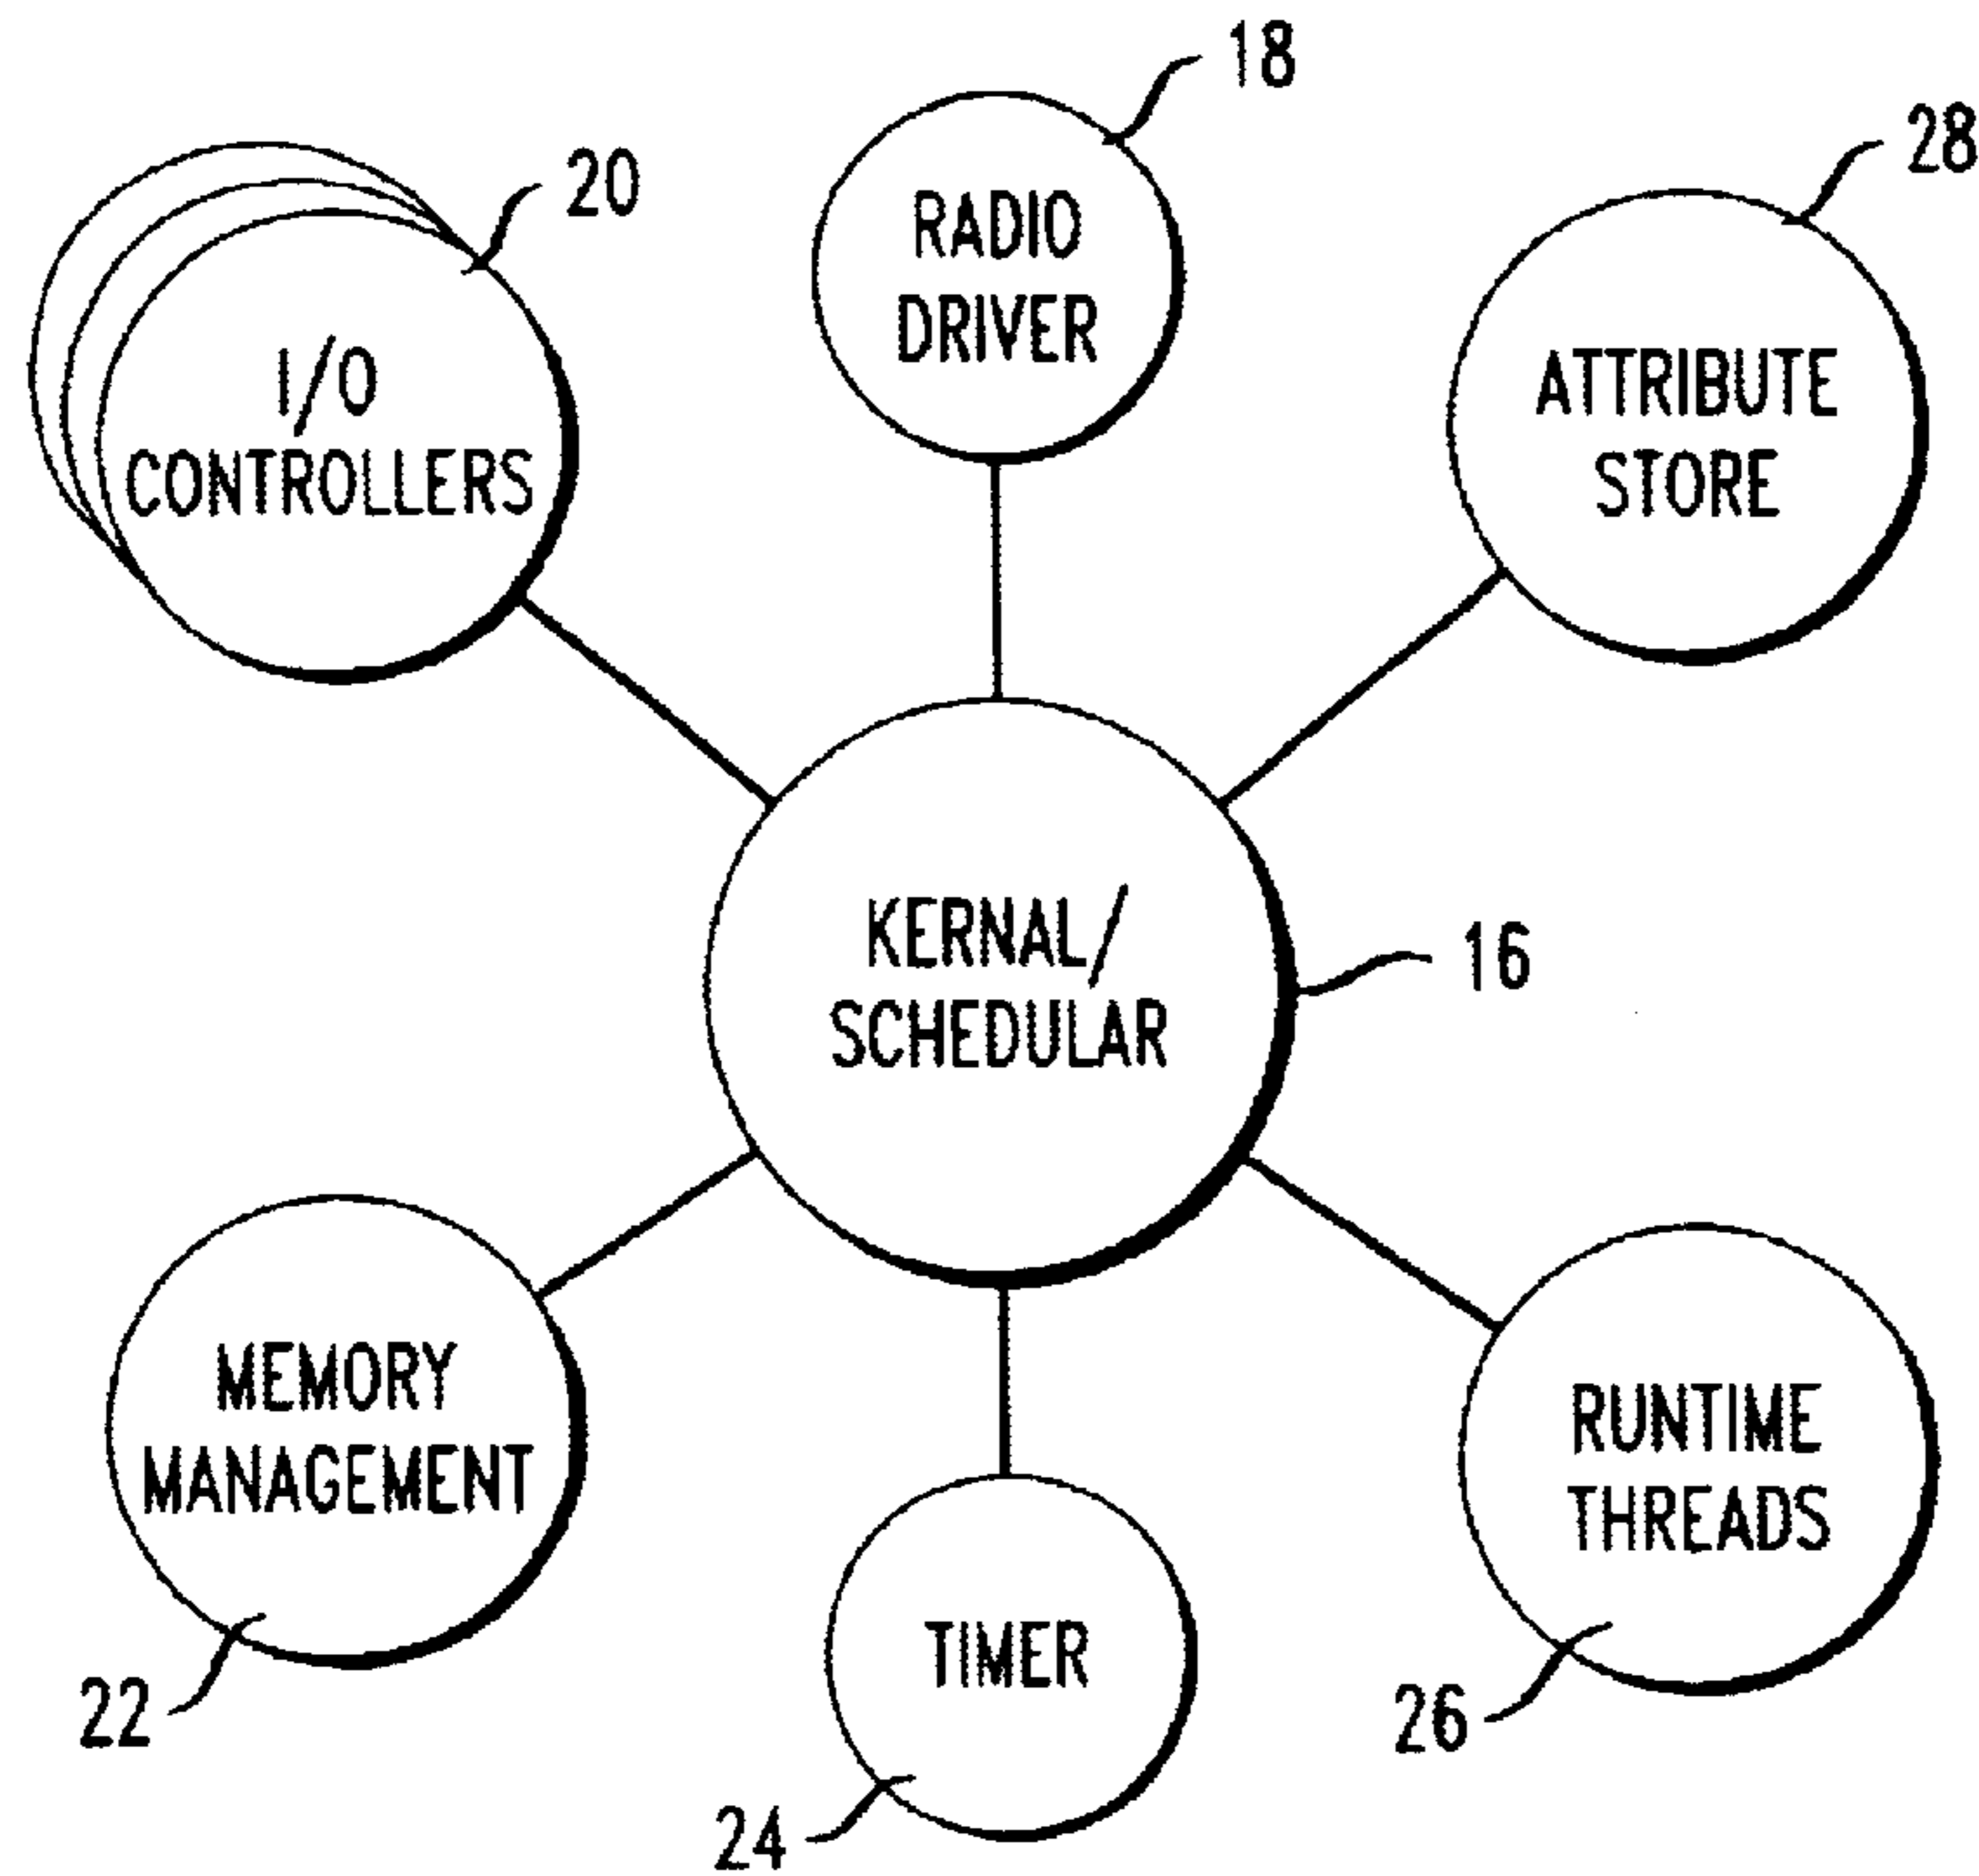 18
28
20
RADIO
DRIVER
ATTRIBUTE
STORE
I/O
CONTROLLERS
KERNAL/
SCHEDULAR
16
MEMORY
MANAGEMENT
RUNTIME
THREADS
TIMER
22
26
24